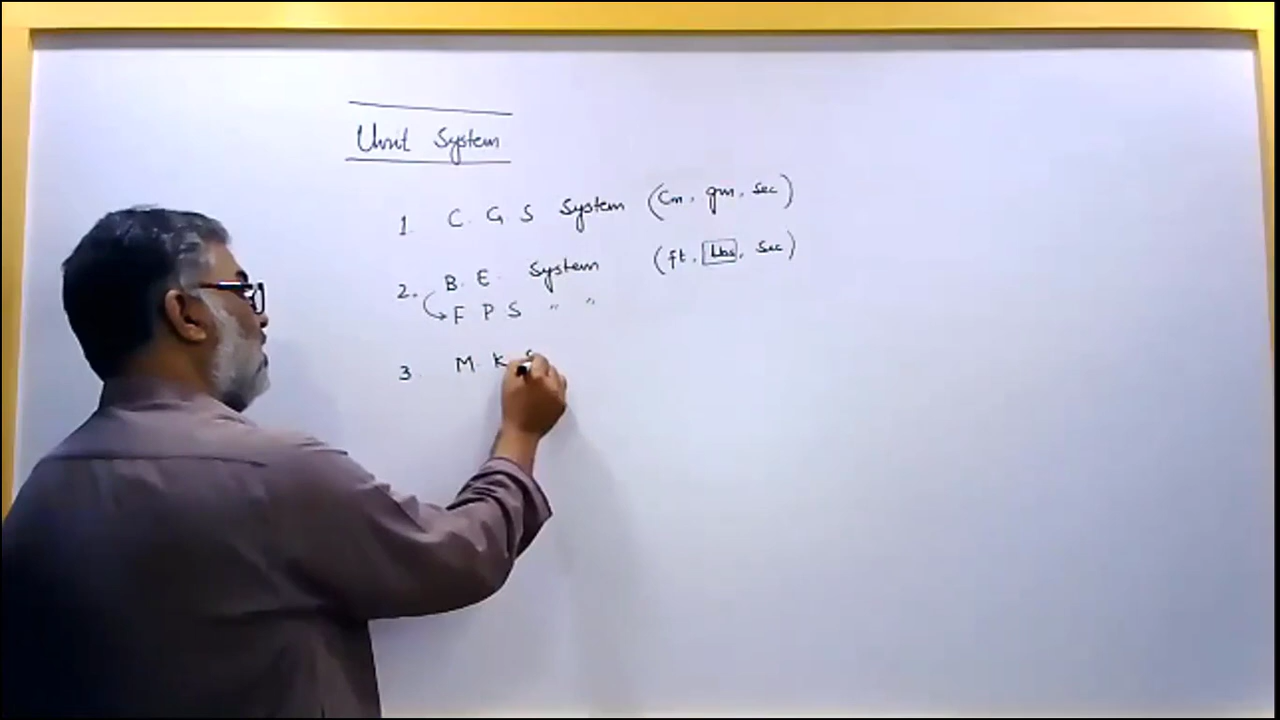 Unit System
1. C. G S System (Cm, gm, Sec)
2. B. E. System (ft, Lbs, Sec)
F P S " "
3. M. K. S